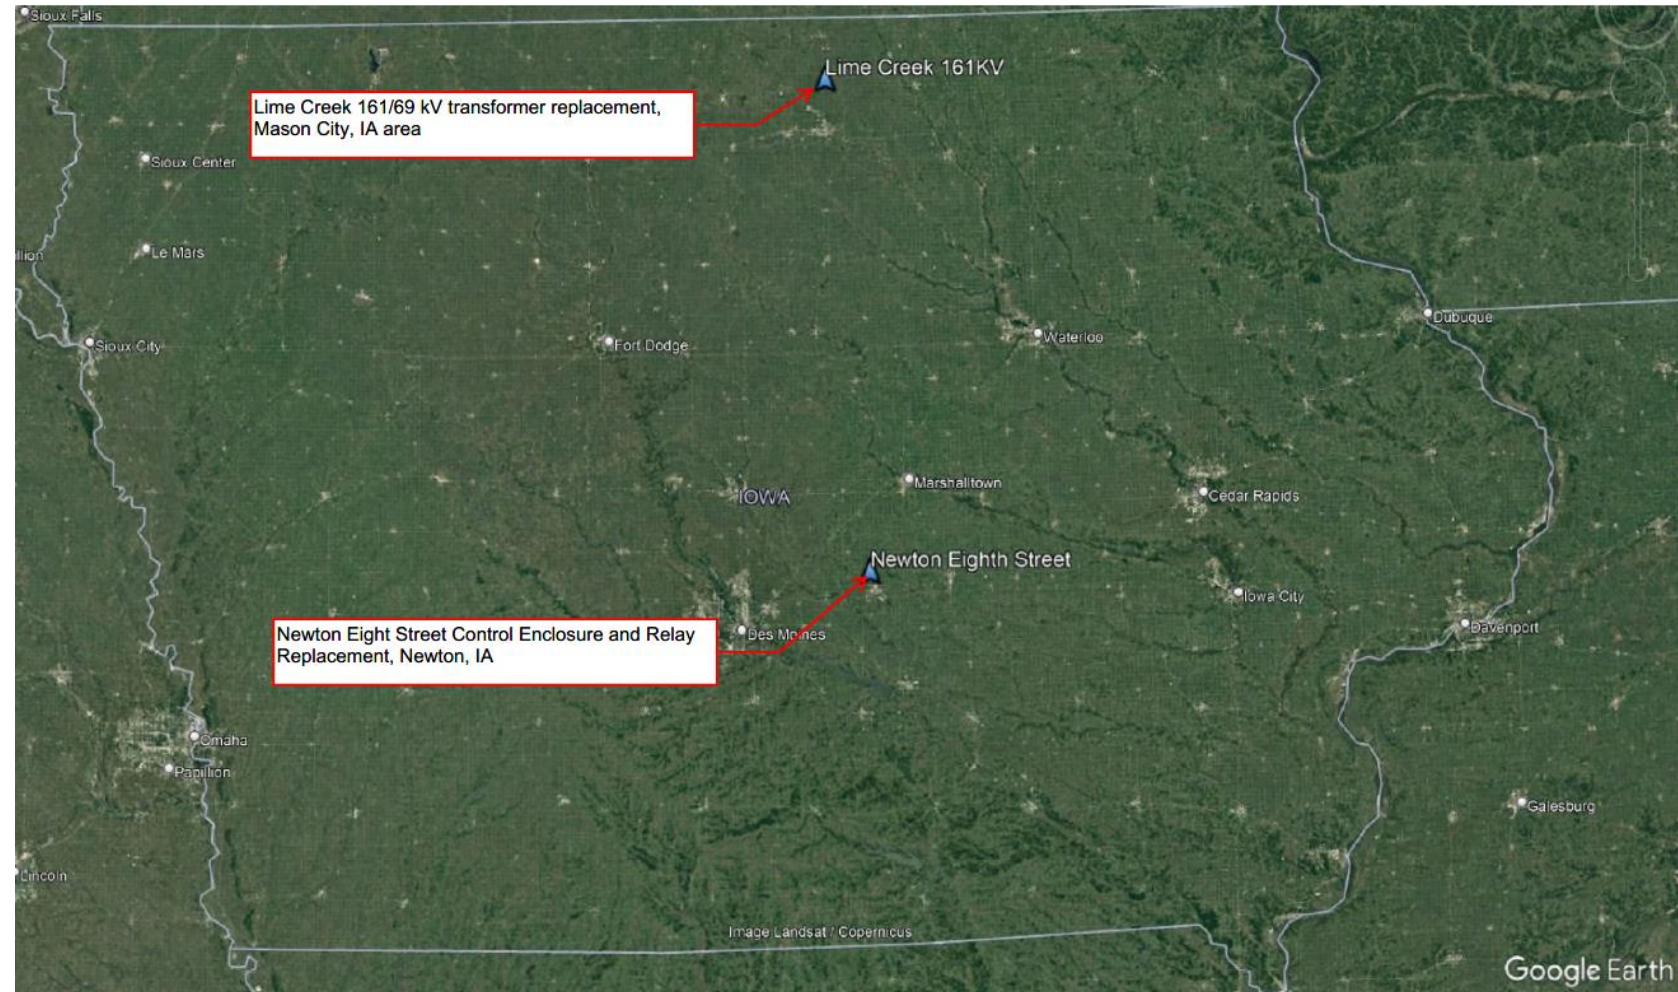 Sioux Falls
Lime Creek 161KV
Lime Creek 161/69 kV transformer replacement,
Mason City, IA area
Sioux Center
Le Mars
llion
Sioux City
Fort Dodge
Waterloo
Dubuque
IOWA
Marshalltown
Cedar Rapids
Newton Eighth Street
Iowa City
Newton Eight Street Control Enclosure and Relay
Replacement, Newton, IA
Des Moines
Davenport
Omaha
Papillion
Galesburg
Lincoln
Image Landsat / Copernicus
Google Earth